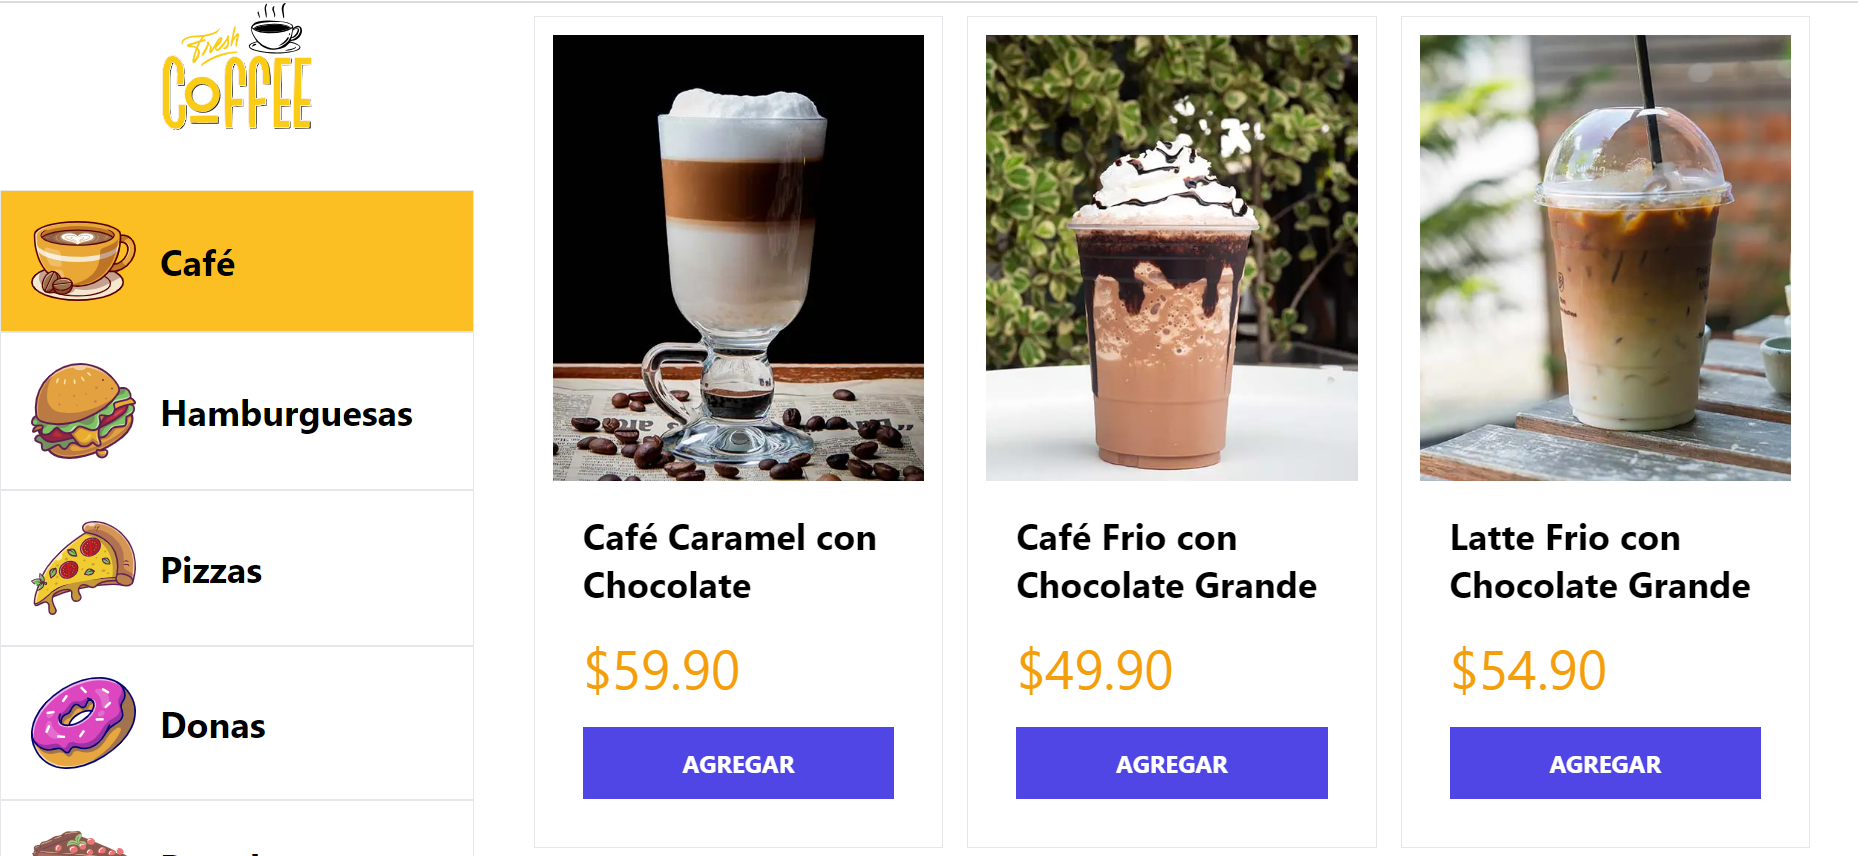 Fresh
COFFEE
Café
Hamburguesas
Pizzas
Donas
Café Caramel con
Chocolate
$59.90
AGREGAR
Café Frio con
Chocolate Grande
$49.90
AGREGAR
Latte Frio con
Chocolate Grande
$54.90
AGREGAR